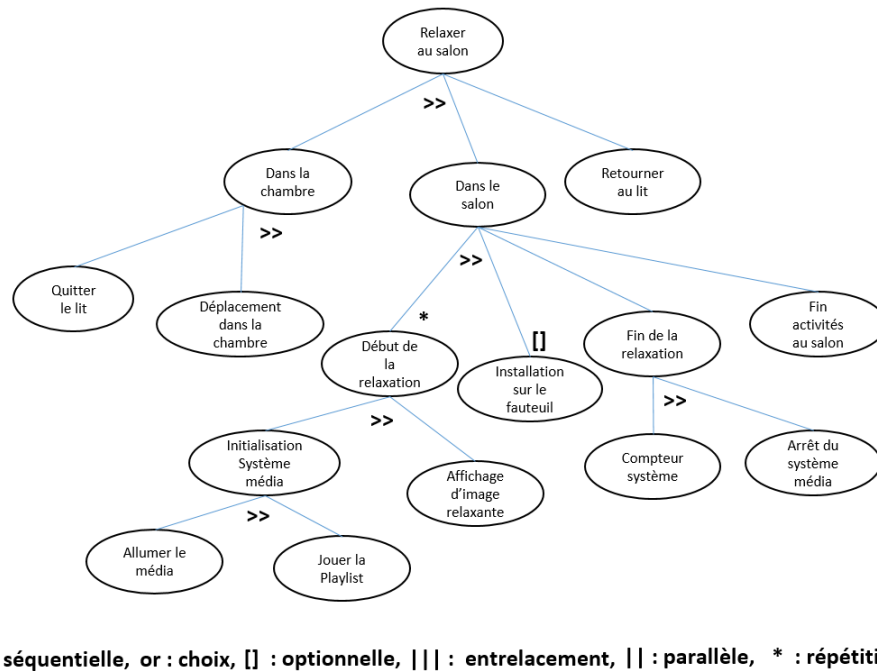 Relaxer
au salon
>>
Dans la
chambre
Dans le
salon
Retourner
au lit
>>
>>
Quitter
le lit
Déplacement
dans la
chambre
*
Début de
la
relaxation
[]
Installation
sur le
fauteuil
Fin de la
relaxation
Fin
activités
au salon
>>
>>
Initialisation
Système
média
Affichage
d'image
relaxante
Compteur
système
Arrêt du
système
média
>>
Allumer le
média
Jouer la
Playlist
séquentielle, or : choix, [] : optionnelle, ||| : entrelacement, || : parallèle, * : répétiti